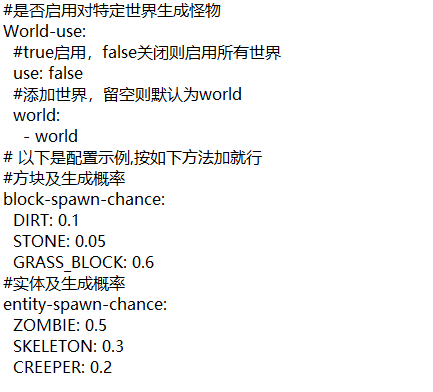 #是否启用对特定世界生成怪物
World-use:
  #true启用，false关闭则启用所有世界
  use: false
  #添加世界，留空则默认为world
  world:
    - world
# 以下是配置示例,按如下方法加就行
#方块及生成概率
block-spawn-chance:
  DIRT: 0.1
  STONE: 0.05
  GRASS_BLOCK: 0.6
#实体及生成概率
entity-spawn-chance:
  ZOMBIE: 0.5
  SKELETON: 0.3
  CREEPER: 0.2